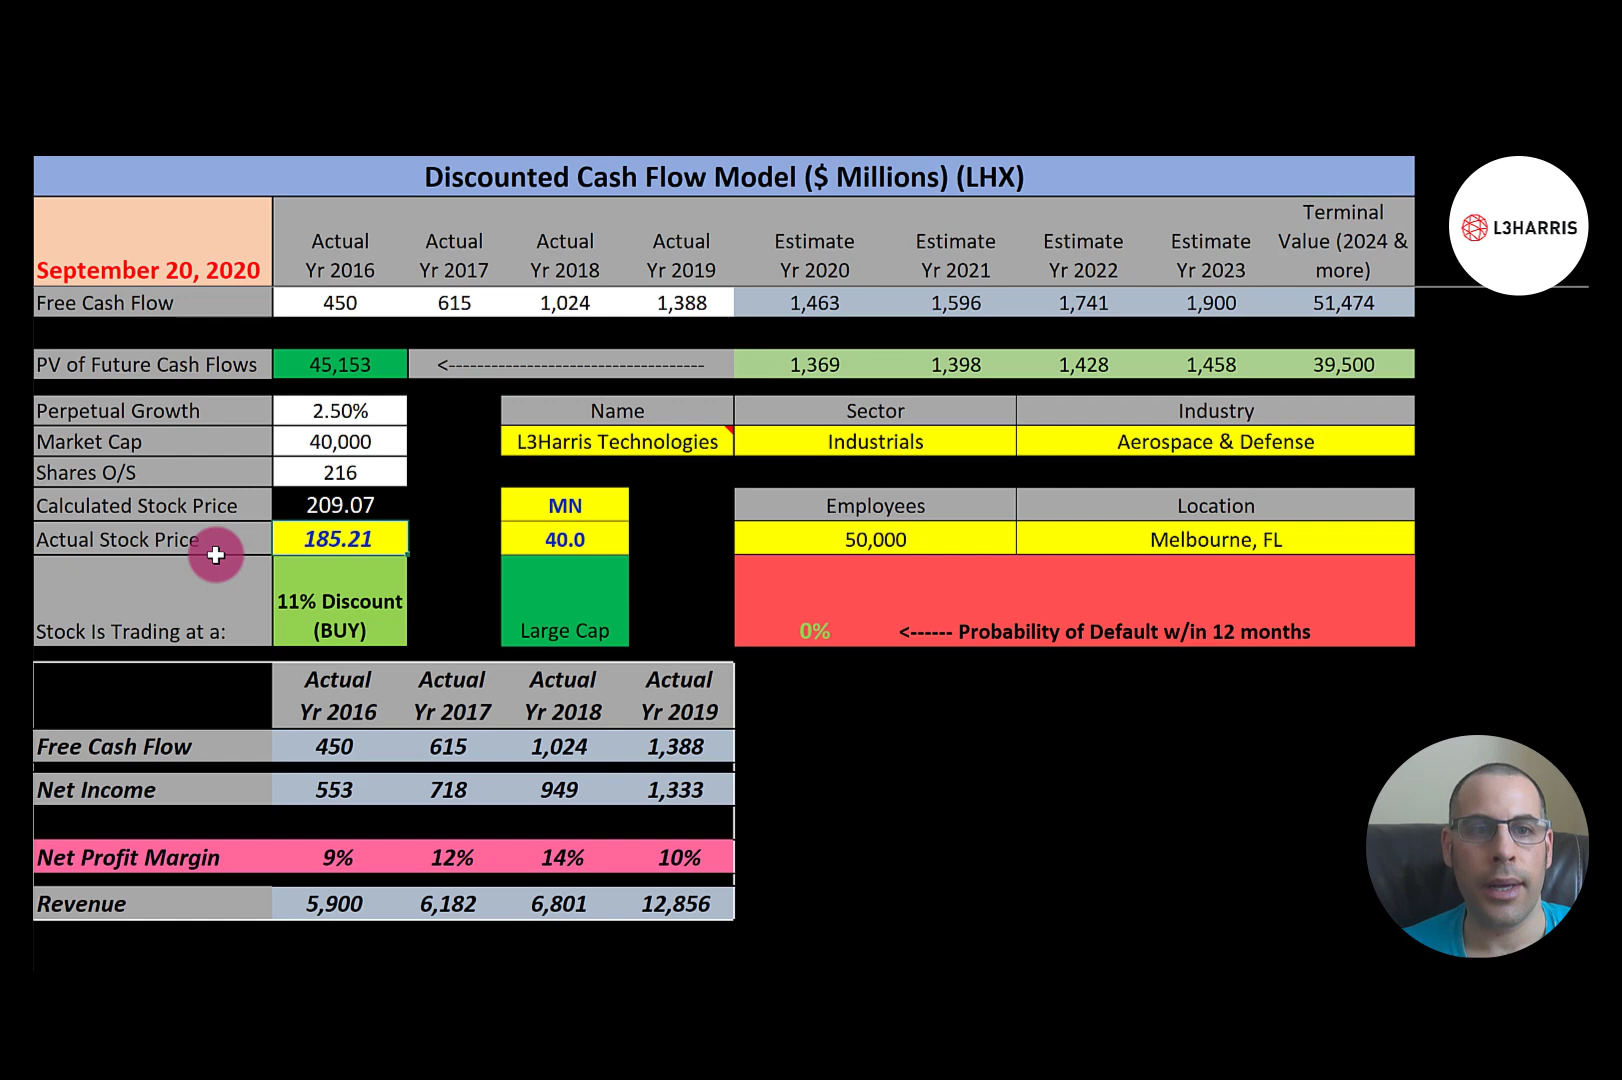 Discounted Cash Flow Model ($ Millions) (LHX)
September 20, 2020 Actual Yr 2016 Actual Yr 2017 Actual Yr 2018 Actual Yr 2019 Estimate Yr 2020 Estimate Yr 2021 Estimate Yr 2022 Estimate Yr 2023 Terminal Value (2024 & more)
L3HARRIS
Free Cash Flow 450 615 1,024 1,388 1,463 1,596 1,741 1,900 51,474
PV of Future Cash Flows 45,153 <------------------------------------ 1,369 1,398 1,428 1,458 39,500
Perpetual Growth 2.50% Name Sector Industry
Market Cap 40,000 L3Harris Technologies Industrials Aerospace & Defense
Shares O/S 216
Calculated Stock Price 209.07 MN Employees Location
Actual Stock Price 185.21 40.0 50,000 Melbourne, FL
Stock Is Trading at a: 11% Discount (BUY) Large Cap 0% <------ Probability of Default w/in 12 months
Actual Yr 2016 Actual Yr 2017 Actual Yr 2018 Actual Yr 2019
Free Cash Flow 450 615 1,024 1,388
Net Income 553 718 949 1,333
Net Profit Margin 9% 12% 14% 10%
Revenue 5,900 6,182 6,801 12,856